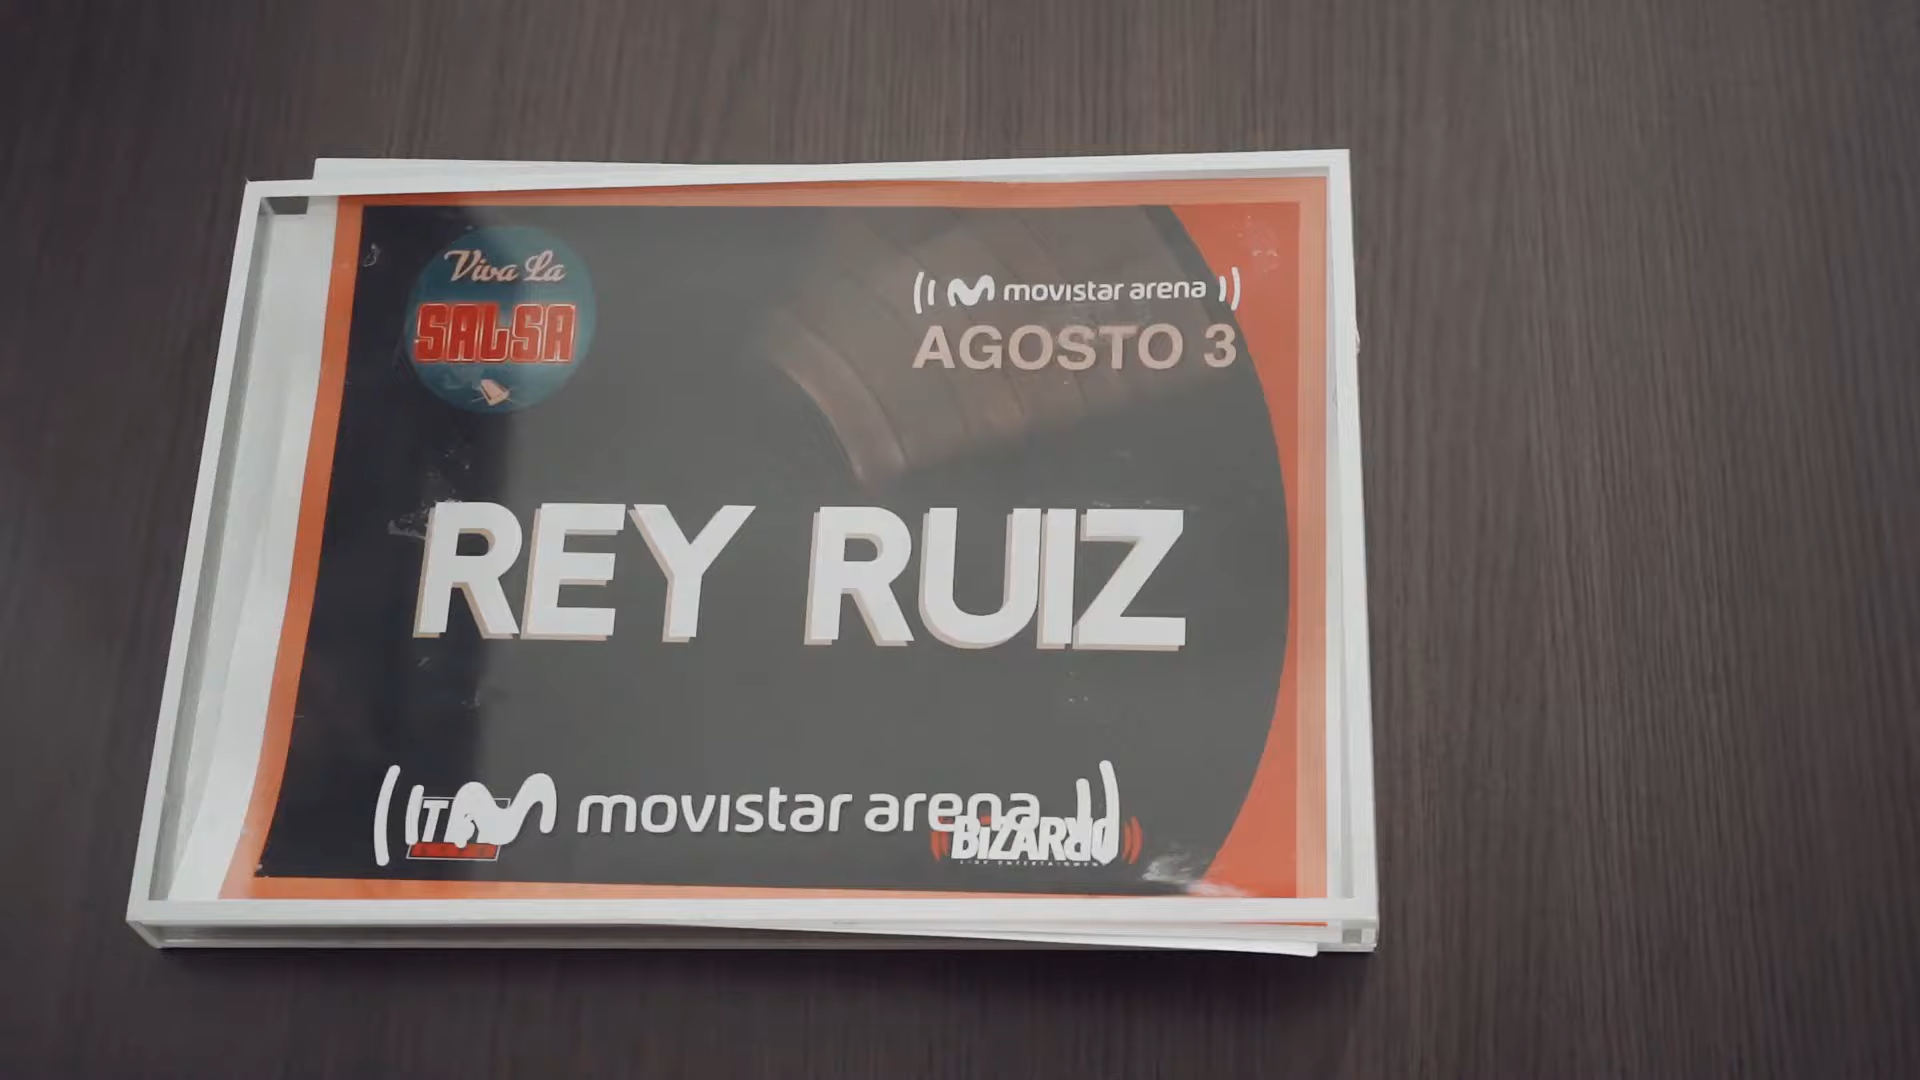 Viva La
SALSA
movistar arena
AGOSTO 3
REY RUIZ
movistar arena
BiZARRO